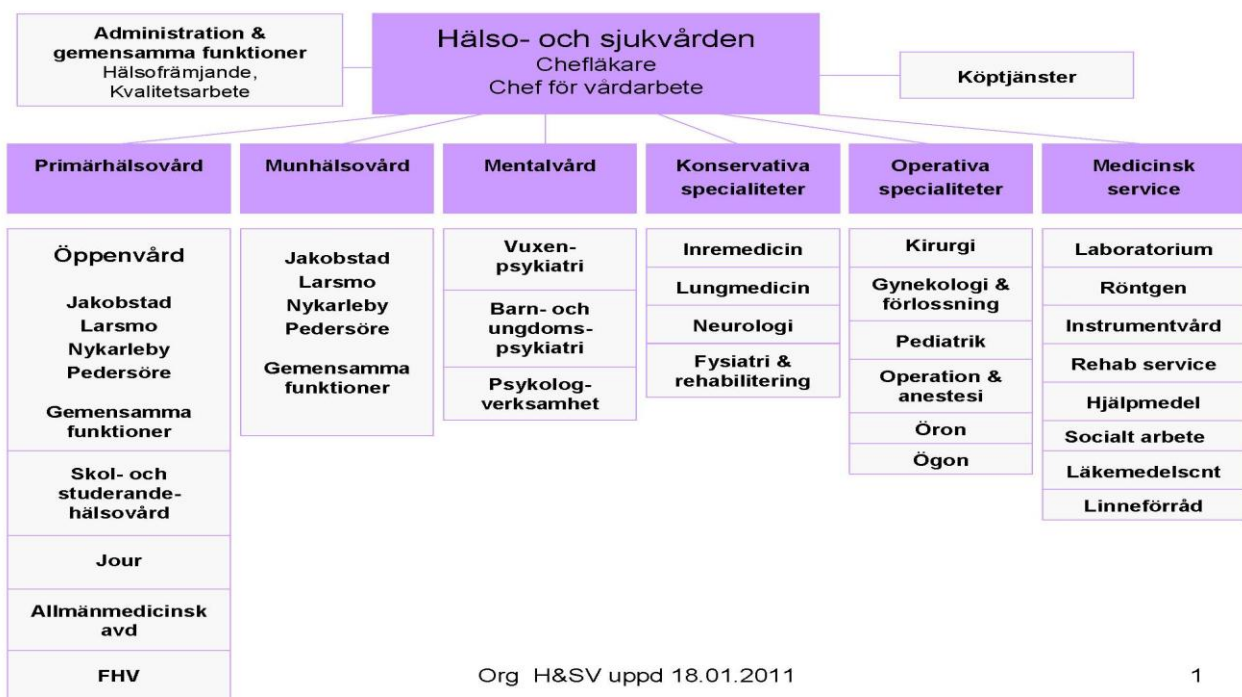 Administration &
gemensamma funktioner
Hälsofrämjande,
Kvalitetsarbete
Hälso- och sjukvården
Chefläkare
Chef för vårdarbete
Köptjänster
Primärhälsovård
Munhälsovård
Mentalvård
Konservativa
specialiteter
Operativa
specialiteter
Medicinsk
service
Öppenvård
Jakobstad
Larsmo
Nykarleby
Pedersöre
Gemensamma
funktioner
Skol- och
studerande-
hälsovård
Jour
Allmänmedicinsk
avd
FHV
Jakobstad
Larsmo
Nykarleby
Pedersöre
Gemensamma
funktioner
Vuxen-
psykiatri
Barn- och
ungdoms-
psykiatri
Psykolog-
verksamhet
Inremedicin
Lungmedicin
Neurologi
Fysiatri &
rehabilitering
Kirurgi
Gynekologi &
förlossning
Pediatrik
Operation &
anestesi
Öron
Ögon
Laboratorium
Röntgen
Instrumentvård
Rehab service
Hjälpmedel
Socialt arbete
Läkemedelscnt
Linneförråd
Org H&SV uppd 18.01.2011
1